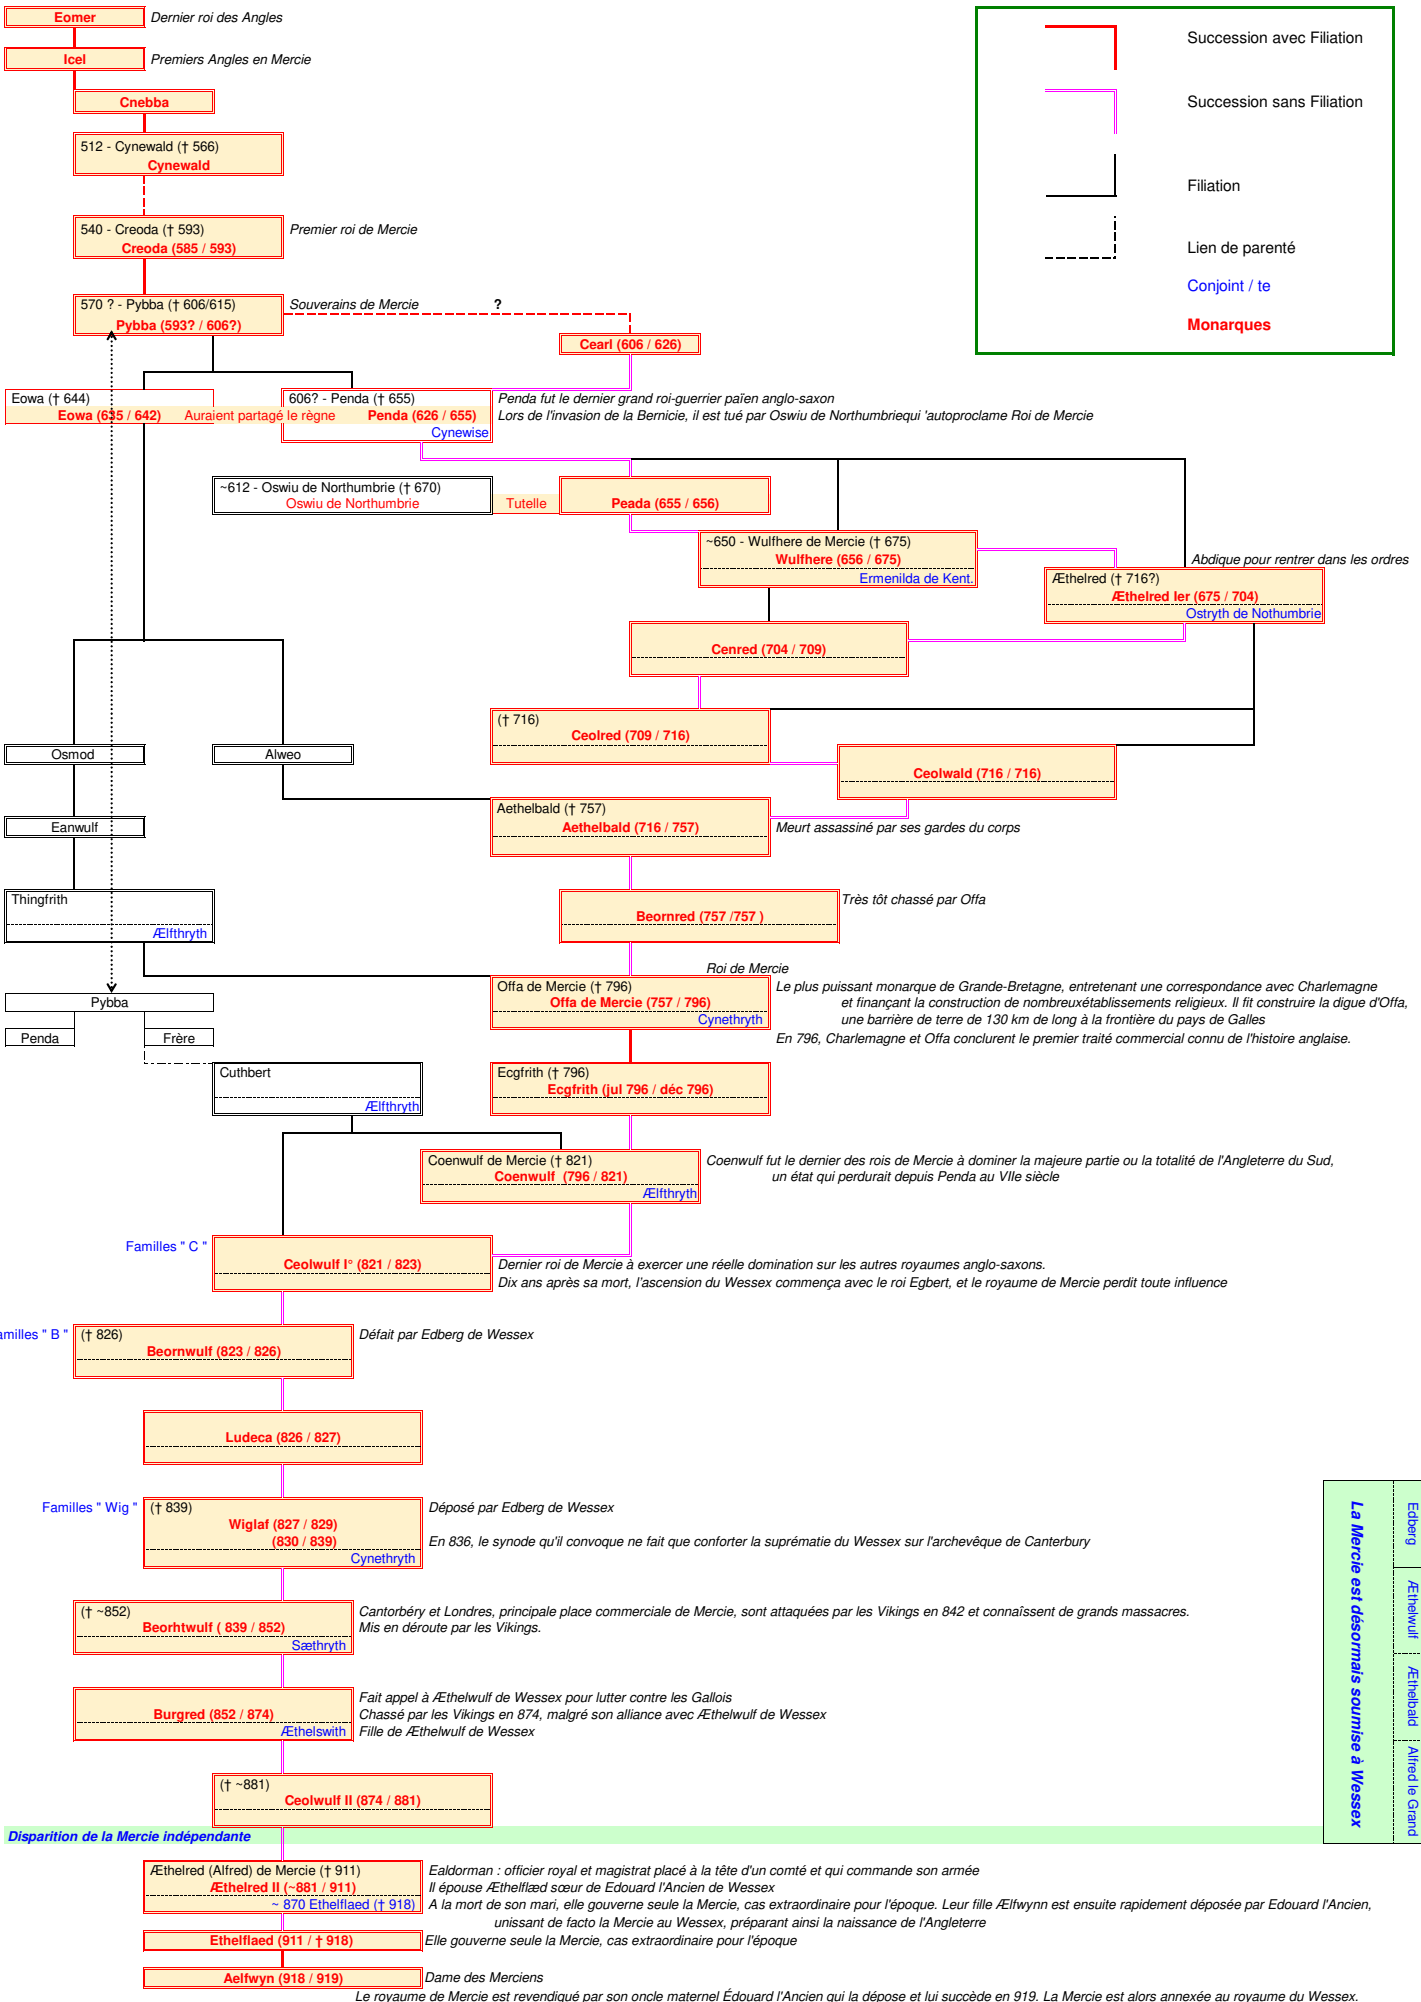 Eomer
Dernier roi des Angles
Icel
Premiers Angles en Mercie
Cnebba
512 - Cynewald († 566)
Cynewald
540 - Creoda († 593)
Creoda (585 / 593)
Premier roi de Mercie
570 ? - Pybba († 606/615)
Pybba (593? / 606?)
Souverains de Mercie
?
Cearl (606 / 626)
Succession avec Filiation
Succession sans Filiation
Filiation
Lien de parenté
Conjoint / te
Monarques
Eowa († 644)
Eowa (635 / 642)
Auraient partagé le règne
606? - Penda († 655)
Penda (626 / 655)
Cynewise
Penda fut le dernier grand roi-guerrier païen anglo-saxon
Lors de l'invasion de la Bernicie, il est tué par Oswiu de Northumbriequi 'autoproclame Roi de Mercie
~612 - Oswiu de Northumbrie († 670)
Oswiu de Northumbrie
Tutelle
Peada (655 / 656)
~650 - Wulfhere de Mercie († 675)
Wulfhere (656 / 675)
Ermenilda de Kent.
Abdique pour rentrer dans les ordres
Æthelred († 716?)
Æthelred Ier (675 / 704)
Ostryth de Nothumbrie
Cenred (704 / 709)
(† 716)
Ceolred (709 / 716)
Osmod
Alweo
Ceolwald (716 / 716)
Aethelbald († 757)
Aethelbald (716 / 757)
Meurt assassiné par ses gardes du corps
Eanwulf
Thingfrith
Ælfthryth
Beornred (757 /757 )
Très tôt chassé par Offa
Roi de Mercie
Offa de Mercie († 796)
Offa de Mercie (757 / 796)
Cynethryth
Le plus puissant monarque de Grande-Bretagne, entretenant une correspondance avec Charlemagne
et finançant la construction de nombreuxétablissements religieux. Il fit construire la digue d'Offa,
une barrière de terre de 130 km de long à la frontière du pays de Galles
En 796, Charlemagne et Offa conclurent le premier traité commercial connu de l'histoire anglaise.
Pybba
Penda
Frère
Cuthbert
Ælfthryth
Ecgfrith († 796)
Ecgfrith (jul 796 / déc 796)
Coenwulf de Mercie († 821)
Coenwulf (796 / 821)
Ælfthryth
Coenwulf fut le dernier des rois de Mercie à dominer la majeure partie ou la totalité de l'Angleterre du Sud,
un état qui perdurait depuis Penda au VIIe siècle
Familles " C "
Ceolwulf I° (821 / 823)
Dernier roi de Mercie à exercer une réelle domination sur les autres royaumes anglo-saxons.
Dix ans après sa mort, l'ascension du Wessex commença avec le roi Egbert, et le royaume de Mercie perdit toute influence
amilles " B "
(† 826)
Beornwulf (823 / 826)
Défait par Edberg de Wessex
Ludeca (826 / 827)
Familles " Wig "
(† 839)
Wiglaf (827 / 829)
(830 / 839)
Cynethryth
Déposé par Edberg de Wessex
En 836, le synode qu'il convoque ne fait que conforter la suprématie du Wessex sur l'archevêque de Canterbury
(† ~852)
Beorhtwulf ( 839 / 852)
Sæthryth
Cantorbéry et Londres, principale place commerciale de Mercie, sont attaquées par les Vikings en 842 et connaîssent de grands massacres.
Mis en déroute par les Vikings.
Burgred (852 / 874)
Æthelswith
Fait appel à Æthelwulf de Wessex pour lutter contre les Gallois
Chassé par les Vikings en 874, malgré son alliance avec Æthelwulf de Wessex
Fille de Æthelwulf de Wessex
(† ~881)
Ceolwulf II (874 / 881)
La Mercie est désormais soumise à Wessex
Edberg
Æthelwulf
Æthelbald
Alfred le Grand
Disparition de la Mercie indépendante
Æthelred (Alfred) de Mercie († 911)
Æthelred II (~881 / 911)
~ 870 Ethelflaed († 918)
Ealdorman : officier royal et magistrat placé à la tête d'un comté et qui commande son armée
Il épouse Æthelflæd sœur de Edouard l'Ancien de Wessex
A la mort de son mari, elle gouverne seule la Mercie, cas extraordinaire pour l'époque. Leur fille Ælfwynn est ensuite rapidement déposée par Edouard l'Ancien,
unissant de facto la Mercie au Wessex, préparant ainsi la naissance de l'Angleterre
Ethelflaed (911 / † 918)
Elle gouverne seule la Mercie, cas extraordinaire pour l'époque
Aelfwyn (918 / 919)
Dame des Merciens
Le royaume de Mercie est revendiqué par son oncle maternel Édouard l'Ancien qui la dépose et lui succède en 919. La Mercie est alors annexée au royaume du Wessex.